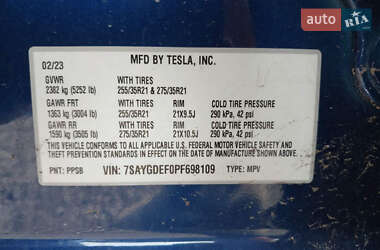 auto RIA.com
MFD BY TESLA, INC.
02/23
GVWR WITH TIRES
2382 kg (5252 lb) 255/35R21 & 275/35R21
GAWR FRT WITH TIRES RIM COLD TIRE PRESSURE
1363 kg (3004 lb) 255/35R21 21X9.5J 290 kPa, 42 psi
GAWR RR WITH TIRES RIM COLD TIRE PRESSURE
1590 kg (3505 lb) 275/35R21 21X10.5J 290 kPa, 42 psi
THIS VEHICLE CONFORMS TO ALL APPLICABLE U.S. FEDERAL MOTOR VEHICLE
SAFETY AND THEFT PREVENTION STANDARDS IN EFFECT ON THE DATE
OF MANUFACTURE SHOWN ABOVE.
PNT: PPSB VIN: 7SAYGDEF0PF698109 TYPE: MPV